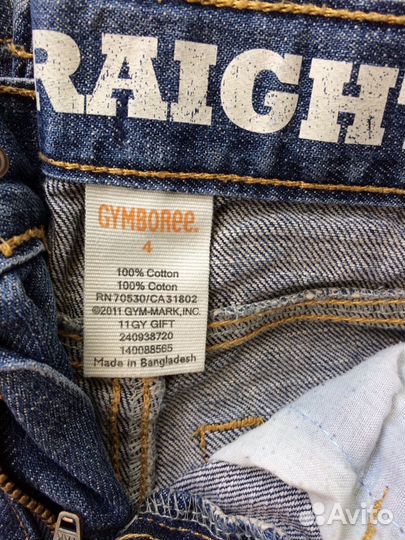 RAIGHT
GYMBOREE
4
100% Cotton
100% Coton
RN 70530/CA31802
©2011 GYM-MARK,INC.
11GY GIFT
240938720
140088565
Made in Bangladesh
Avito